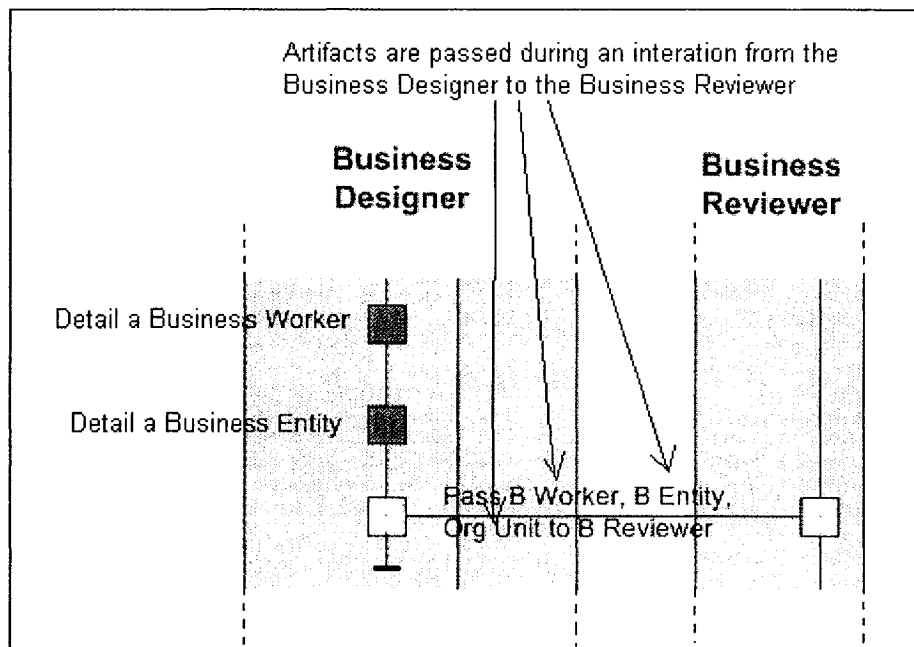 Artifacts are passed during an interation from the
Business Designer to the Business Reviewer
Business
Designer
Business
Reviewer
Detail a Business Worker
Detail a Business Entity
Pass B Worker, B Entity,
Org Unit to B Reviewer